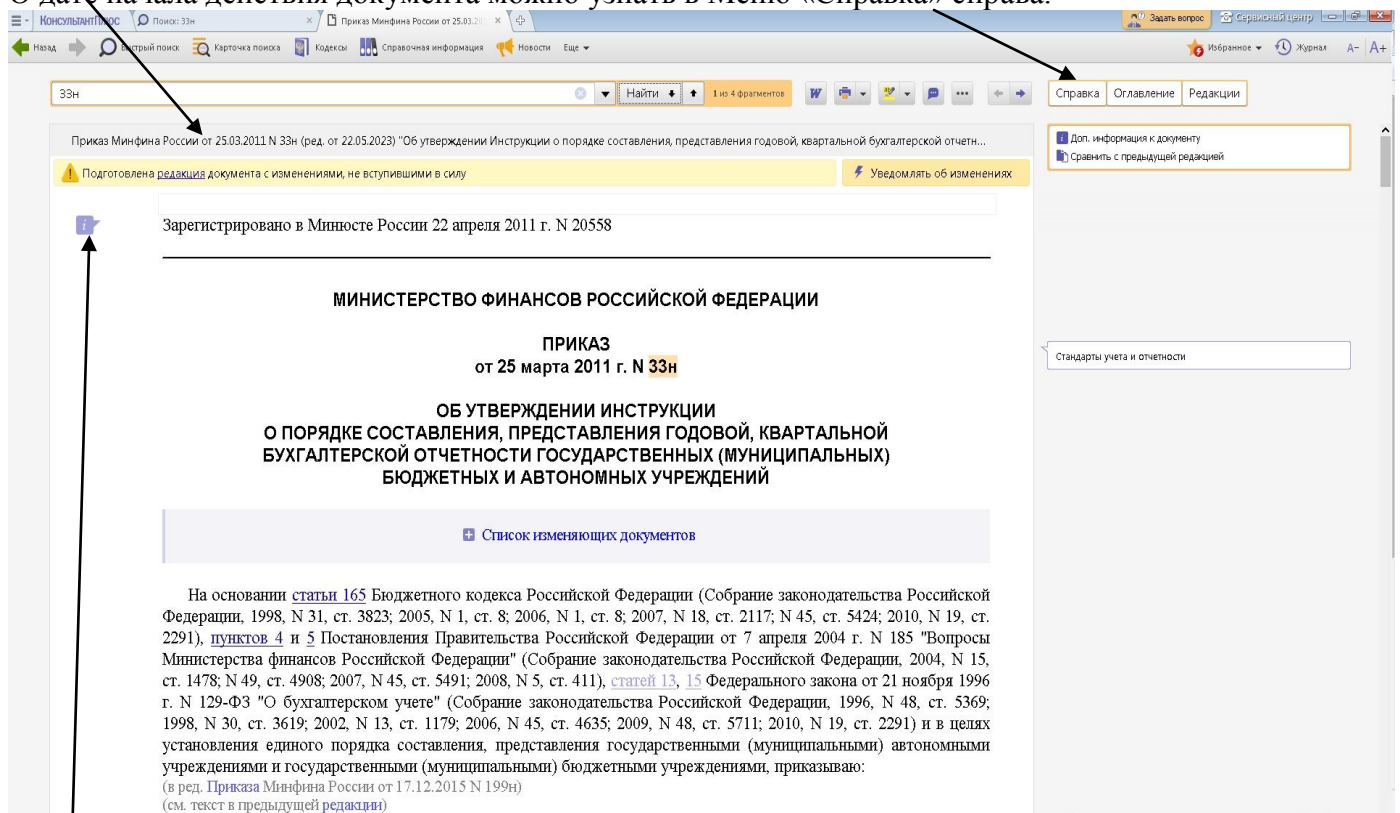 О дате начала действия документа можно узнать в Меню «Справка» справа.
КонсультантПлюс Поиск: 33н Приказ Минфина России от 25.03.20 Задать вопрос Сервисный центр
Назад Быстрый поиск Карточка поиска Кодексы Справочная информация Новости Еще Избранное Журнал A- A+
33н Найти 1 из 4 фрагментов Справка Оглавление Редакции
Приказ Минфина России от 25.03.2011 N 33н (ред. от 22.05.2023) "Об утверждении Инструкции о порядке составления, представления годовой, квартальной бухгалтерской отчетн...
Доп. информация к документу
Сравнить с предыдущей редакцией
Подготовлена редакция документа с изменениями, не вступившими в силу Уведомлять об изменениях
Зарегистрировано в Минюсте России 22 апреля 2011 г. N 20558
МИНИСТЕРСТВО ФИНАНСОВ РОССИЙСКОЙ ФЕДЕРАЦИИ
ПРИКАЗ
от 25 марта 2011 г. N 33н
Стандарты учета и отчетности
ОБ УТВЕРЖДЕНИИ ИНСТРУКЦИИ
О ПОРЯДКЕ СОСТАВЛЕНИЯ, ПРЕДСТАВЛЕНИЯ ГОДОВОЙ, КВАРТАЛЬНОЙ
БУХГАЛТЕРСКОЙ ОТЧЕТНОСТИ ГОСУДАРСТВЕННЫХ (МУНИЦИПАЛЬНЫХ)
БЮДЖЕТНЫХ И АВТОНОМНЫХ УЧРЕЖДЕНИЙ
Список изменяющих документов
На основании статьи 165 Бюджетного кодекса Российской Федерации (Собрание законодательства Российской
Федерации, 1998, N 31, ст. 3823; 2005, N 1, ст. 8; 2006, N 1, ст. 8; 2007, N 18, ст. 2117; N 45, ст. 5424; 2010, N 19, ст.
2291), пунктов 4 и 5 Постановления Правительства Российской Федерации от 7 апреля 2004 г. N 185 "Вопросы
Министерства финансов Российской Федерации" (Собрание законодательства Российской Федерации, 2004, N 15,
ст. 1478; N 49, ст. 4908; 2007, N 45, ст. 5491; 2008, N 5, ст. 411), статей 13, 15 Федерального закона от 21 ноября 1996
г. N 129-ФЗ "О бухгалтерском учете" (Собрание законодательства Российской Федерации, 1996, N 48, ст. 5369;
1998, N 30, ст. 3619; 2002, N 13, ст. 1179; 2006, N 45, ст. 4635; 2009, N 48, ст. 5711; 2010, N 19, ст. 2291) и в целях
установления единого порядка составления, представления государственными (муниципальными) автономными
учреждениями и государственными (муниципальными) бюджетными учреждениями, приказываю:
(в ред. Приказа Минфина России от 17.12.2015 N 199н)
(см. текст в предыдущей редакции)